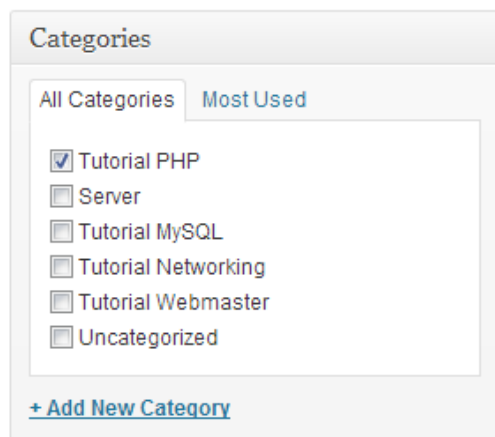 Categories
All Categories Most Used
Tutorial PHP
Server
Tutorial MySQL
Tutorial Networking
Tutorial Webmaster
Uncategorized
+ Add New Category